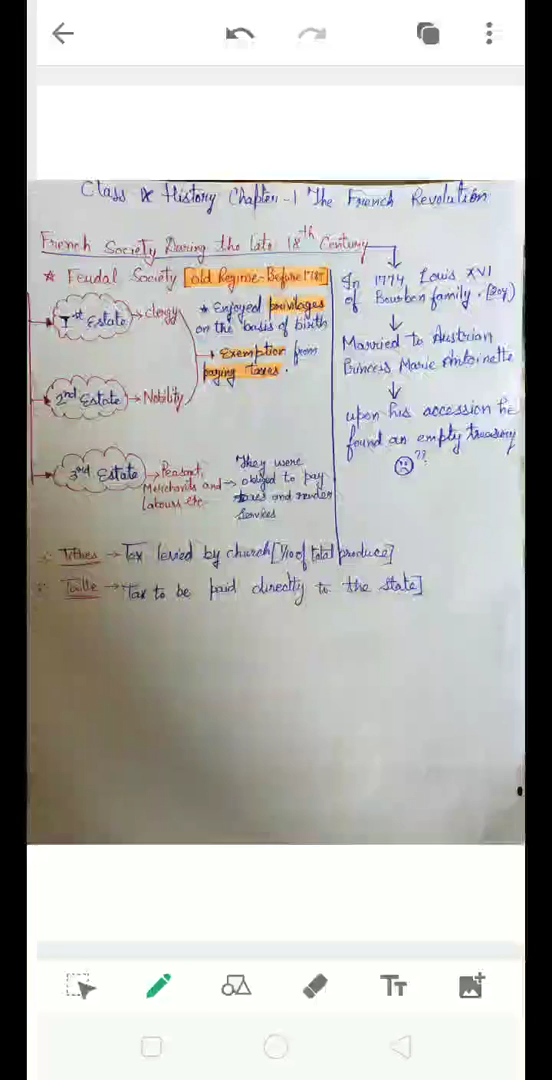 Class IX History Chapter-1 The French Revolution
French Society During the late 18th Century
* Feudal Society old Regime-Before 1789
1st Estate → clergy
* Enjoyed privilages
on the basis of birth
→ Exemption from
paying taxes.
2nd Estate → Nobility
3rd Estate → Peasant,
Merchants and →
Labours etc
They were
obliged to pay
taxes and render
services
In 1774 Louis XVI
of Bourbon family. (20y)
↓
Married to Austrian
Princess Marie Antoinette
↓
upon his accession he
found an empty treasury
??
Tithes → Tax levied by church [1/10 of total produce]
Taille → Tax to be paid directly to the state]
TT